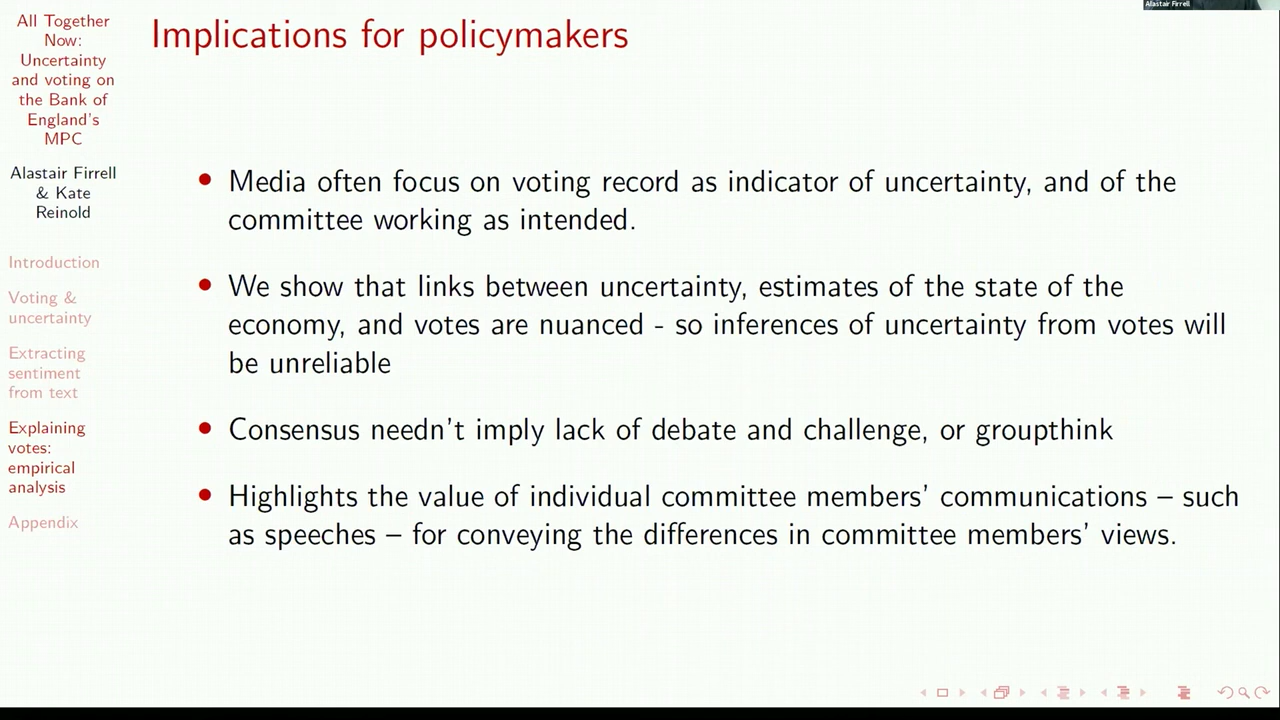 All Together
Now:
Uncertainty
and voting on
the Bank of
England's
MPC
Alastair Firrell
& Kate
Reinold
Introduction
Voting &
uncertainty
Extracting
sentiment
from text
Explaining
votes:
empirical
analysis
Appendix
Alastair Firrell
Implications for policymakers
• Media often focus on voting record as indicator of uncertainty, and of the
committee working as intended.
• We show that links between uncertainty, estimates of the state of the
economy, and votes are nuanced - so inferences of uncertainty from votes will
be unreliable
• Consensus needn't imply lack of debate and challenge, or groupthink
• Highlights the value of individual committee members' communications – such
as speeches – for conveying the differences in committee members' views.